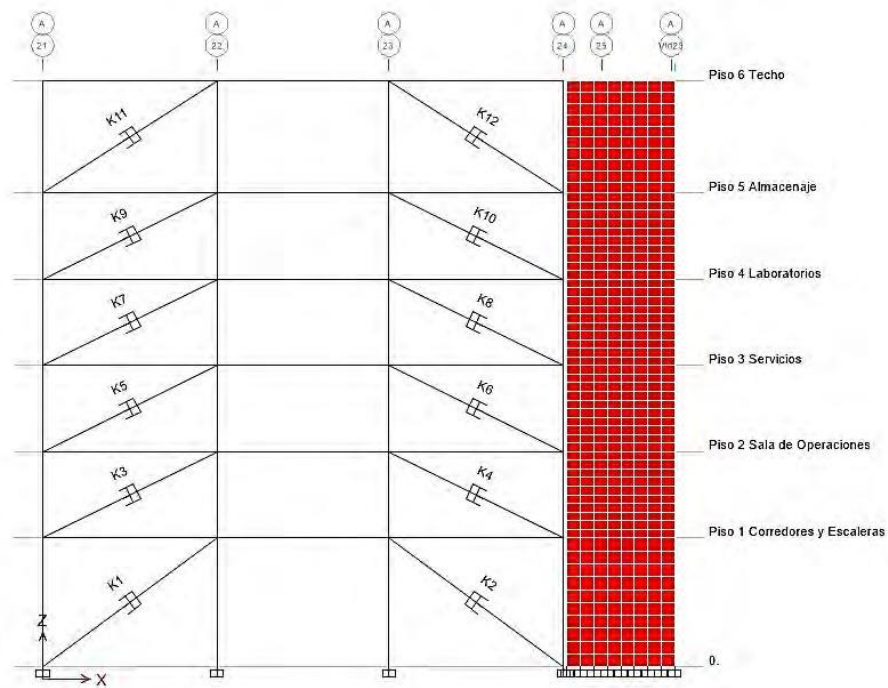 A A A A A A
21 22 23 24 25 Vld25
Piso 6 Techo
K11 K12
Piso 5 Almacenaje
K9 K10
Piso 4 Laboratorios
K7 K8
Piso 3 Servicios
K5 K6
Piso 2 Sala de Operaciones
K3 K4
Piso 1 Corredores y Escaleras
K1 K2
Z
0.
X